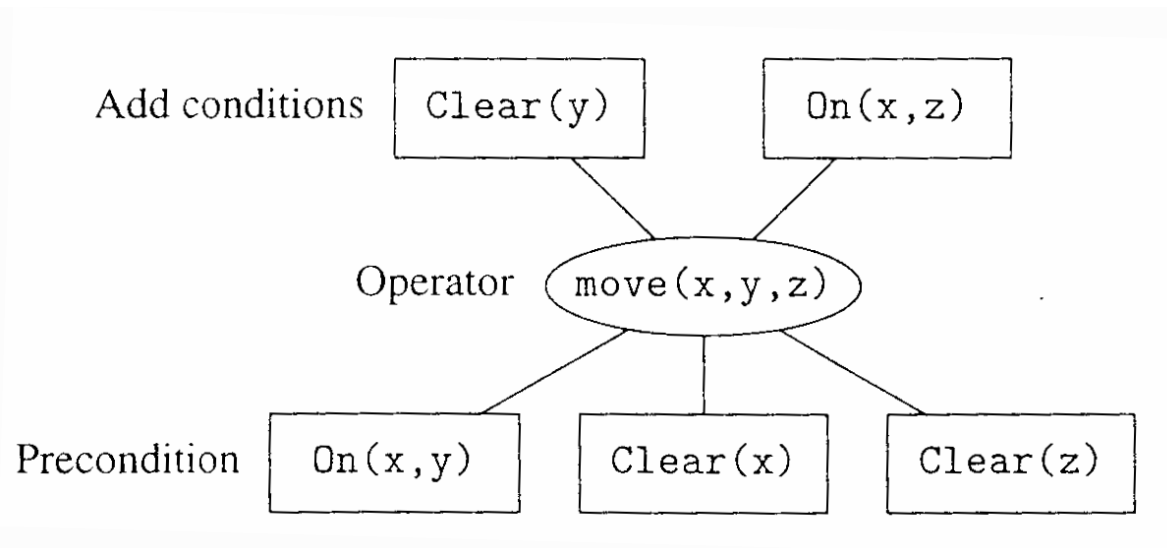 Add conditions Clear(y) On(x,z)
Operator move(x,y,z)
Precondition On(x,y) Clear(x) Clear(z)